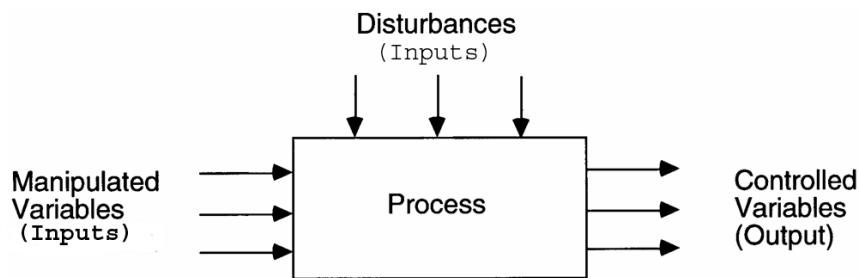 Disturbances
(Inputs)
Manipulated
Variables
(Inputs)
Process
Controlled
Variables
(Output)